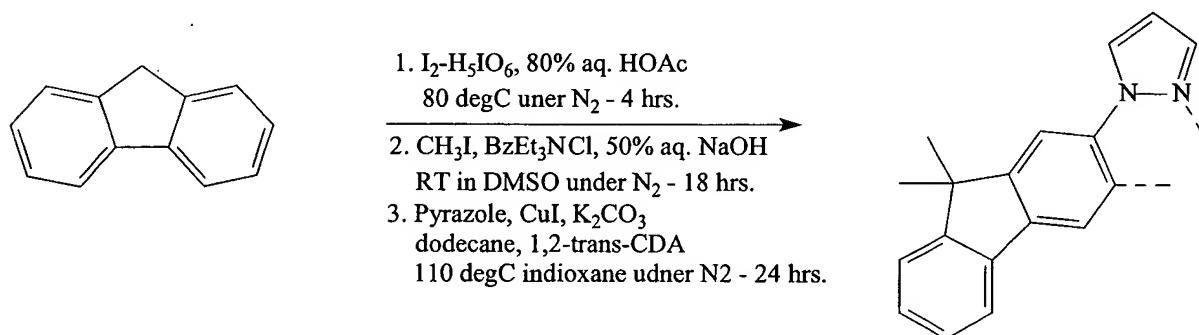 1. I₂-H₅IO₆, 80% aq. HOAc
80 degC uner N₂ - 4 hrs.
2. CH₃I, BzEt₃NCl, 50% aq. NaOH
RT in DMSO under N₂ - 18 hrs.
3. Pyrazole, CuI, K₂CO₃
dodecane, 1,2-trans-CDA
110 degC indioxane udner N2 - 24 hrs.
N N